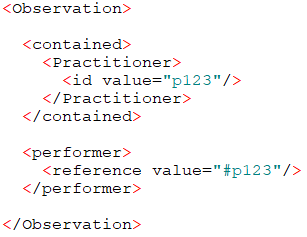 <Observation>
<contained>
<Practitioner>
<id value="p123"/>
</Practitioner>
</contained>
<performer>
<reference value="#p123"/>
</performer>
</Observation>